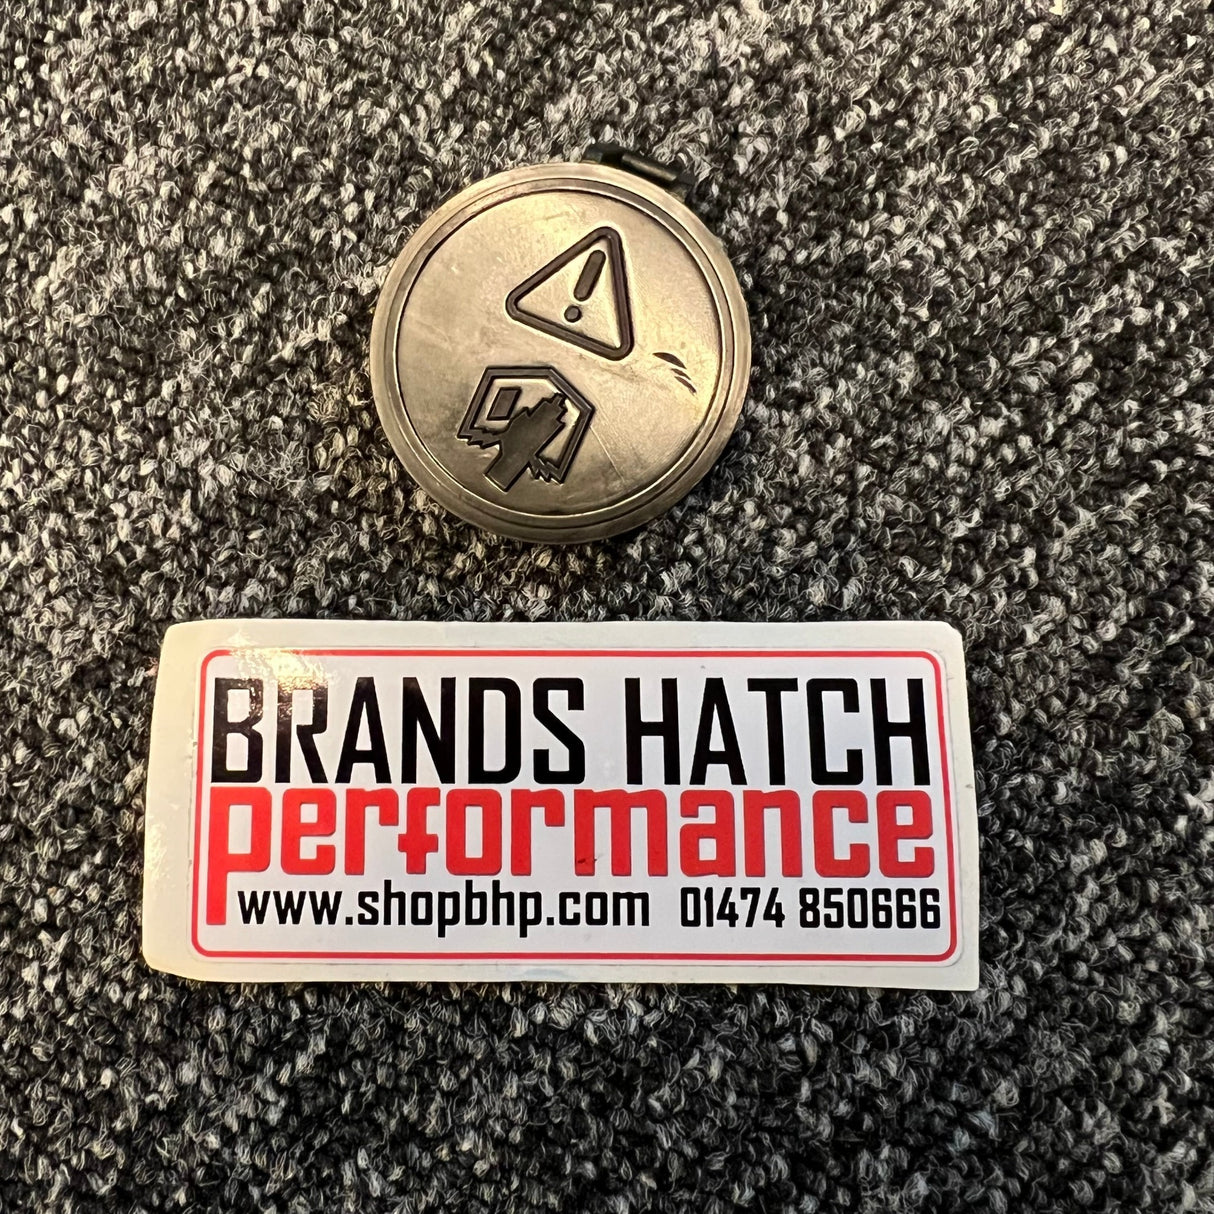 BRANDS HATCH
performance
www.shopbhp.com 01474 850666